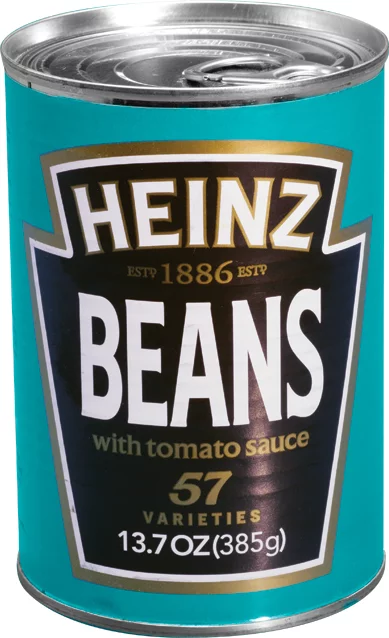 HEINZ
ESTD 1886 ESTD
BEANS
with tomato sauce
57
VARIETIES
13.7 OZ (385g)